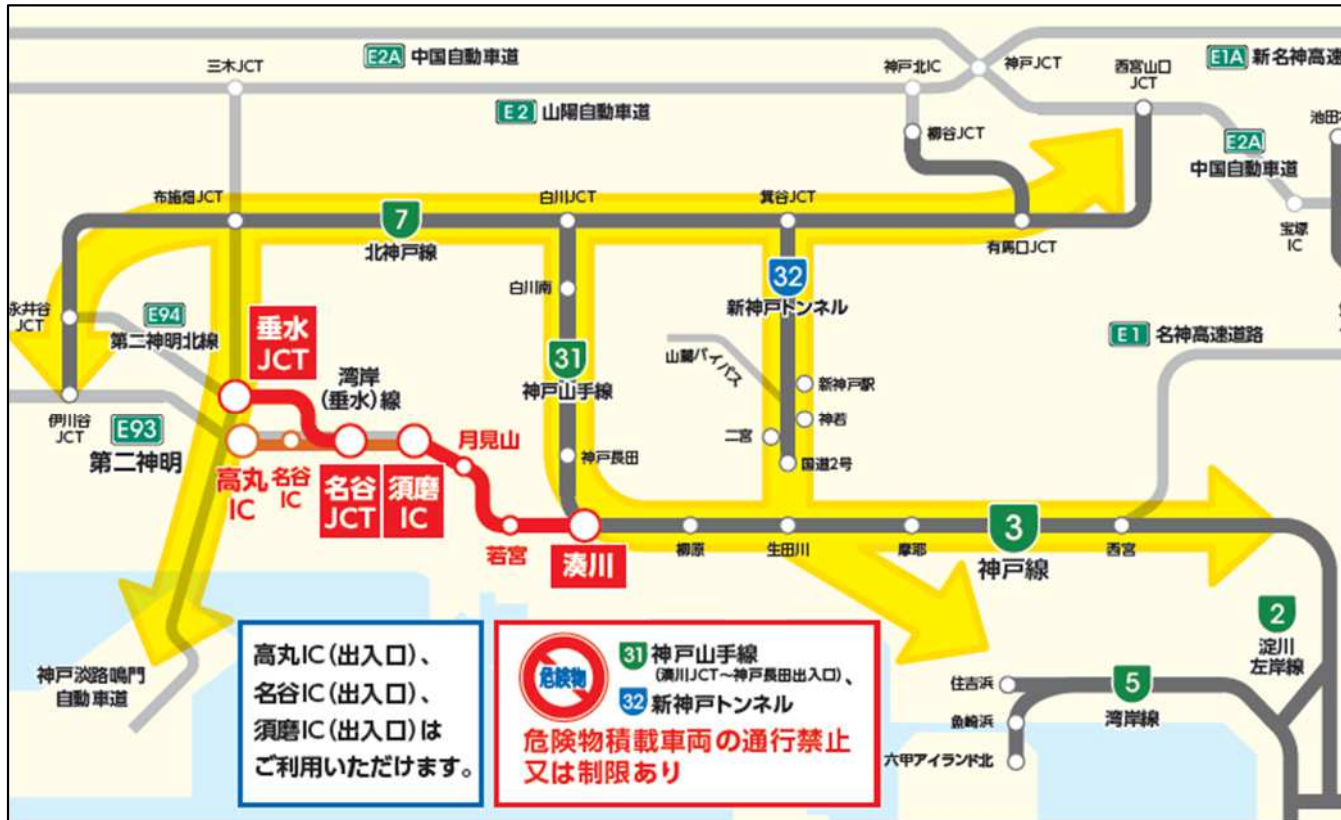 E2A 中国自動車道
三木JCT
E2 山陽自動車道
神戸北IC
神戸JCT
西宮山口
JCT
E1A 新名神高速
柳谷JCT
E2A
中国自動車道
宝塚
IC
布施畑JCT
白川JCT
箕谷JCT
有馬口JCT
7
北神戸線
32
新神戸トンネル
白川南
永井谷
JCT
E94
第二神明北線
垂水
JCT
湾岸
(垂水)線
31
神戸山手線
山麓バイパス
新神戸駅
神若
二宮
国道2号
E1 名神高速道路
伊川谷
JCT
E93
第二神明
高丸
IC
名谷
IC
名谷
JCT
須磨
IC
月見山
神戸長田
若宮
湊川
柳原
生田川
摩耶
3
神戸線
西宮
2
淀川
左岸線
神戸淡路鳴門
自動車道
高丸IC(出入口)、
名谷IC(出入口)、
須磨IC(出入口)は
ご利用いただけます。
危険物
31 神戸山手線
(湊川JCT～神戸長田出入口)、
32 新神戸トンネル
危険物積載車両の通行禁止
又は制限あり
住吉浜
魚崎浜
六甲アイランド北
5
湾岸線